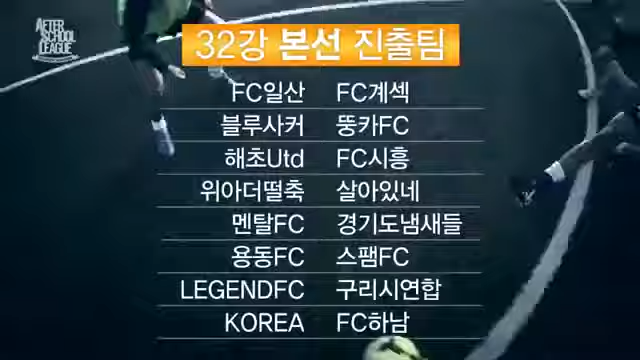 AFTER
SCHOOL
LEAGUE
32강 본선 진출팀
FC일산 FC계섹
블루사커 뚱카FC
해초Utd FC시흥
위아더떨축 살아있네
멘탈FC 경기도냄새들
용동FC 스팸FC
LEGENDFC 구리시연합
KOREA FC하남